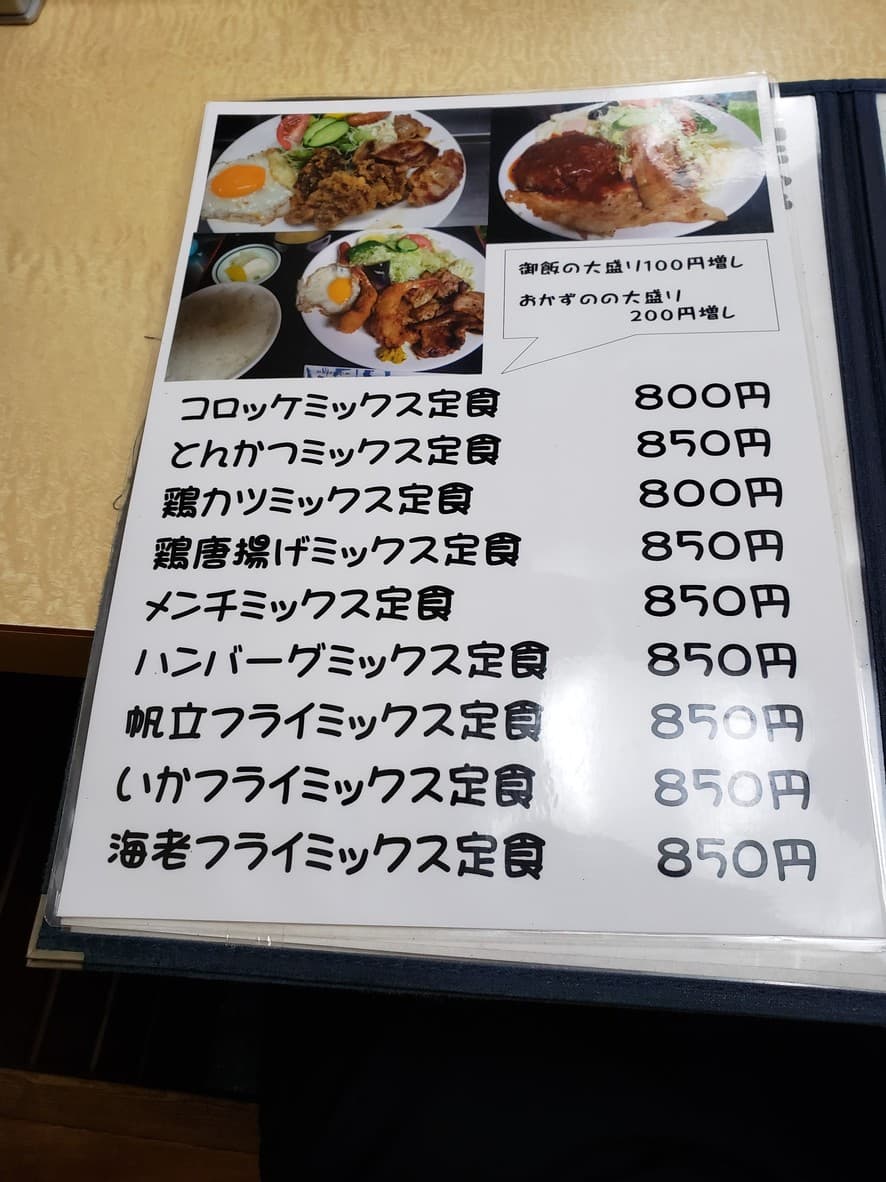 御飯の大盛り100円増し
おかずのの大盛り
200円増し
コロッケミックス定食 800円
とんかつミックス定食 850円
鶏カツミックス定食 800円
鶏唐揚げミックス定食 850円
メンチミックス定食 850円
ハンバーグミックス定食 850円
帆立フライミックス定食 850円
いかフライミックス定食 850円
海老フライミックス定食 850円